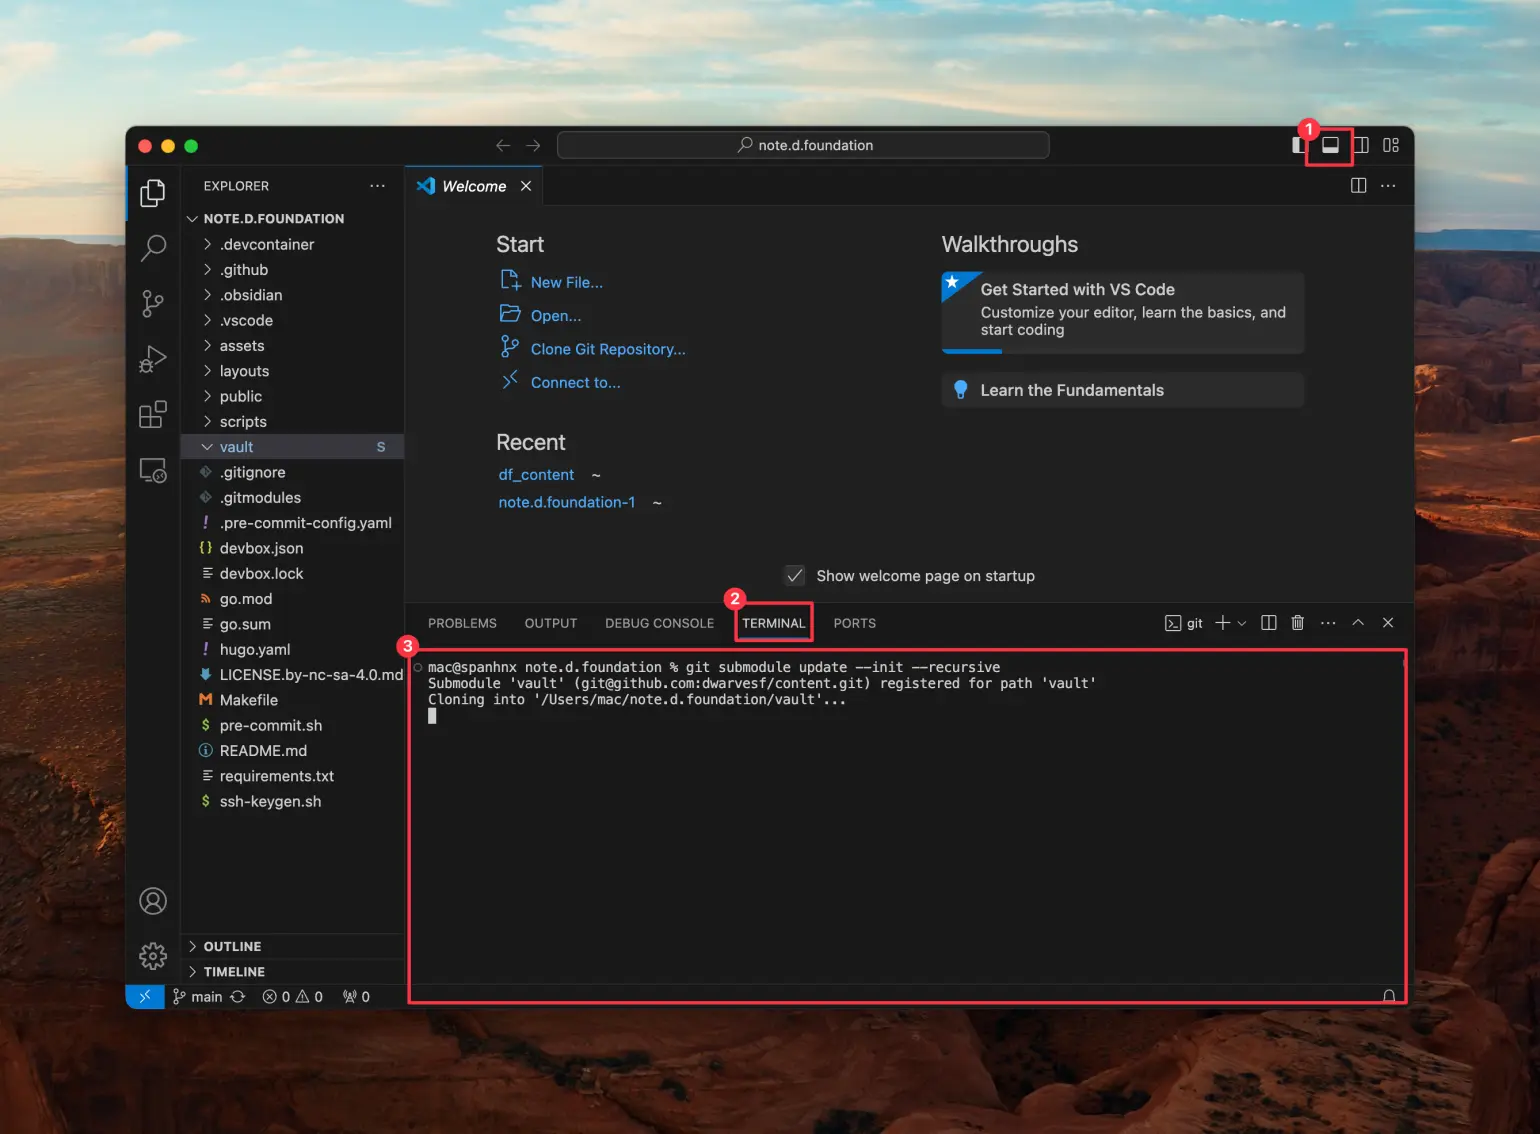 note.d.foundation
1
EXPLORER
Welcome
NOTE.D.FOUNDATION
.devcontainer
.github
.obsidian
.vscode
assets
layouts
public
scripts
vault S
.gitignore
.gitmodules
.pre-commit-config.yaml
devbox.json
devbox.lock
go.mod
go.sum
hugo.yaml
LICENSE.by-nc-sa-4.0.md
Makefile
pre-commit.sh
README.md
requirements.txt
ssh-keygen.sh
OUTLINE
TIMELINE
Start
New File...
Open...
Clone Git Repository...
Connect to...
Recent
df_content ~
note.d.foundation-1 ~
Walkthroughs
Get Started with VS Code
Customize your editor, learn the basics, and
start coding
Learn the Fundamentals
Show welcome page on startup
2
PROBLEMS OUTPUT DEBUG CONSOLE TERMINAL PORTS git
3
mac@spanhnx note.d.foundation % git submodule update --init --recursive
Submodule 'vault' (git@github.com:dwarvesf/content.git) registered for path 'vault'
Cloning into '/Users/mac/note.d.foundation/vault'...
main 0 0 0